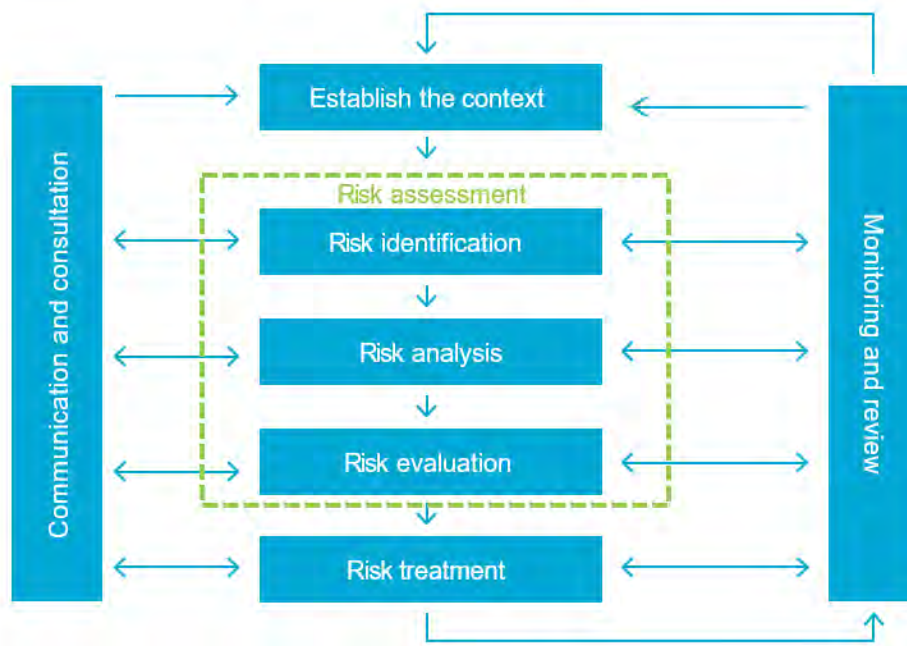 Establish the context
Communication and consultation
Risk assessment
Risk identification
Risk analysis
Risk evaluation
Risk treatment
Monitoring and review